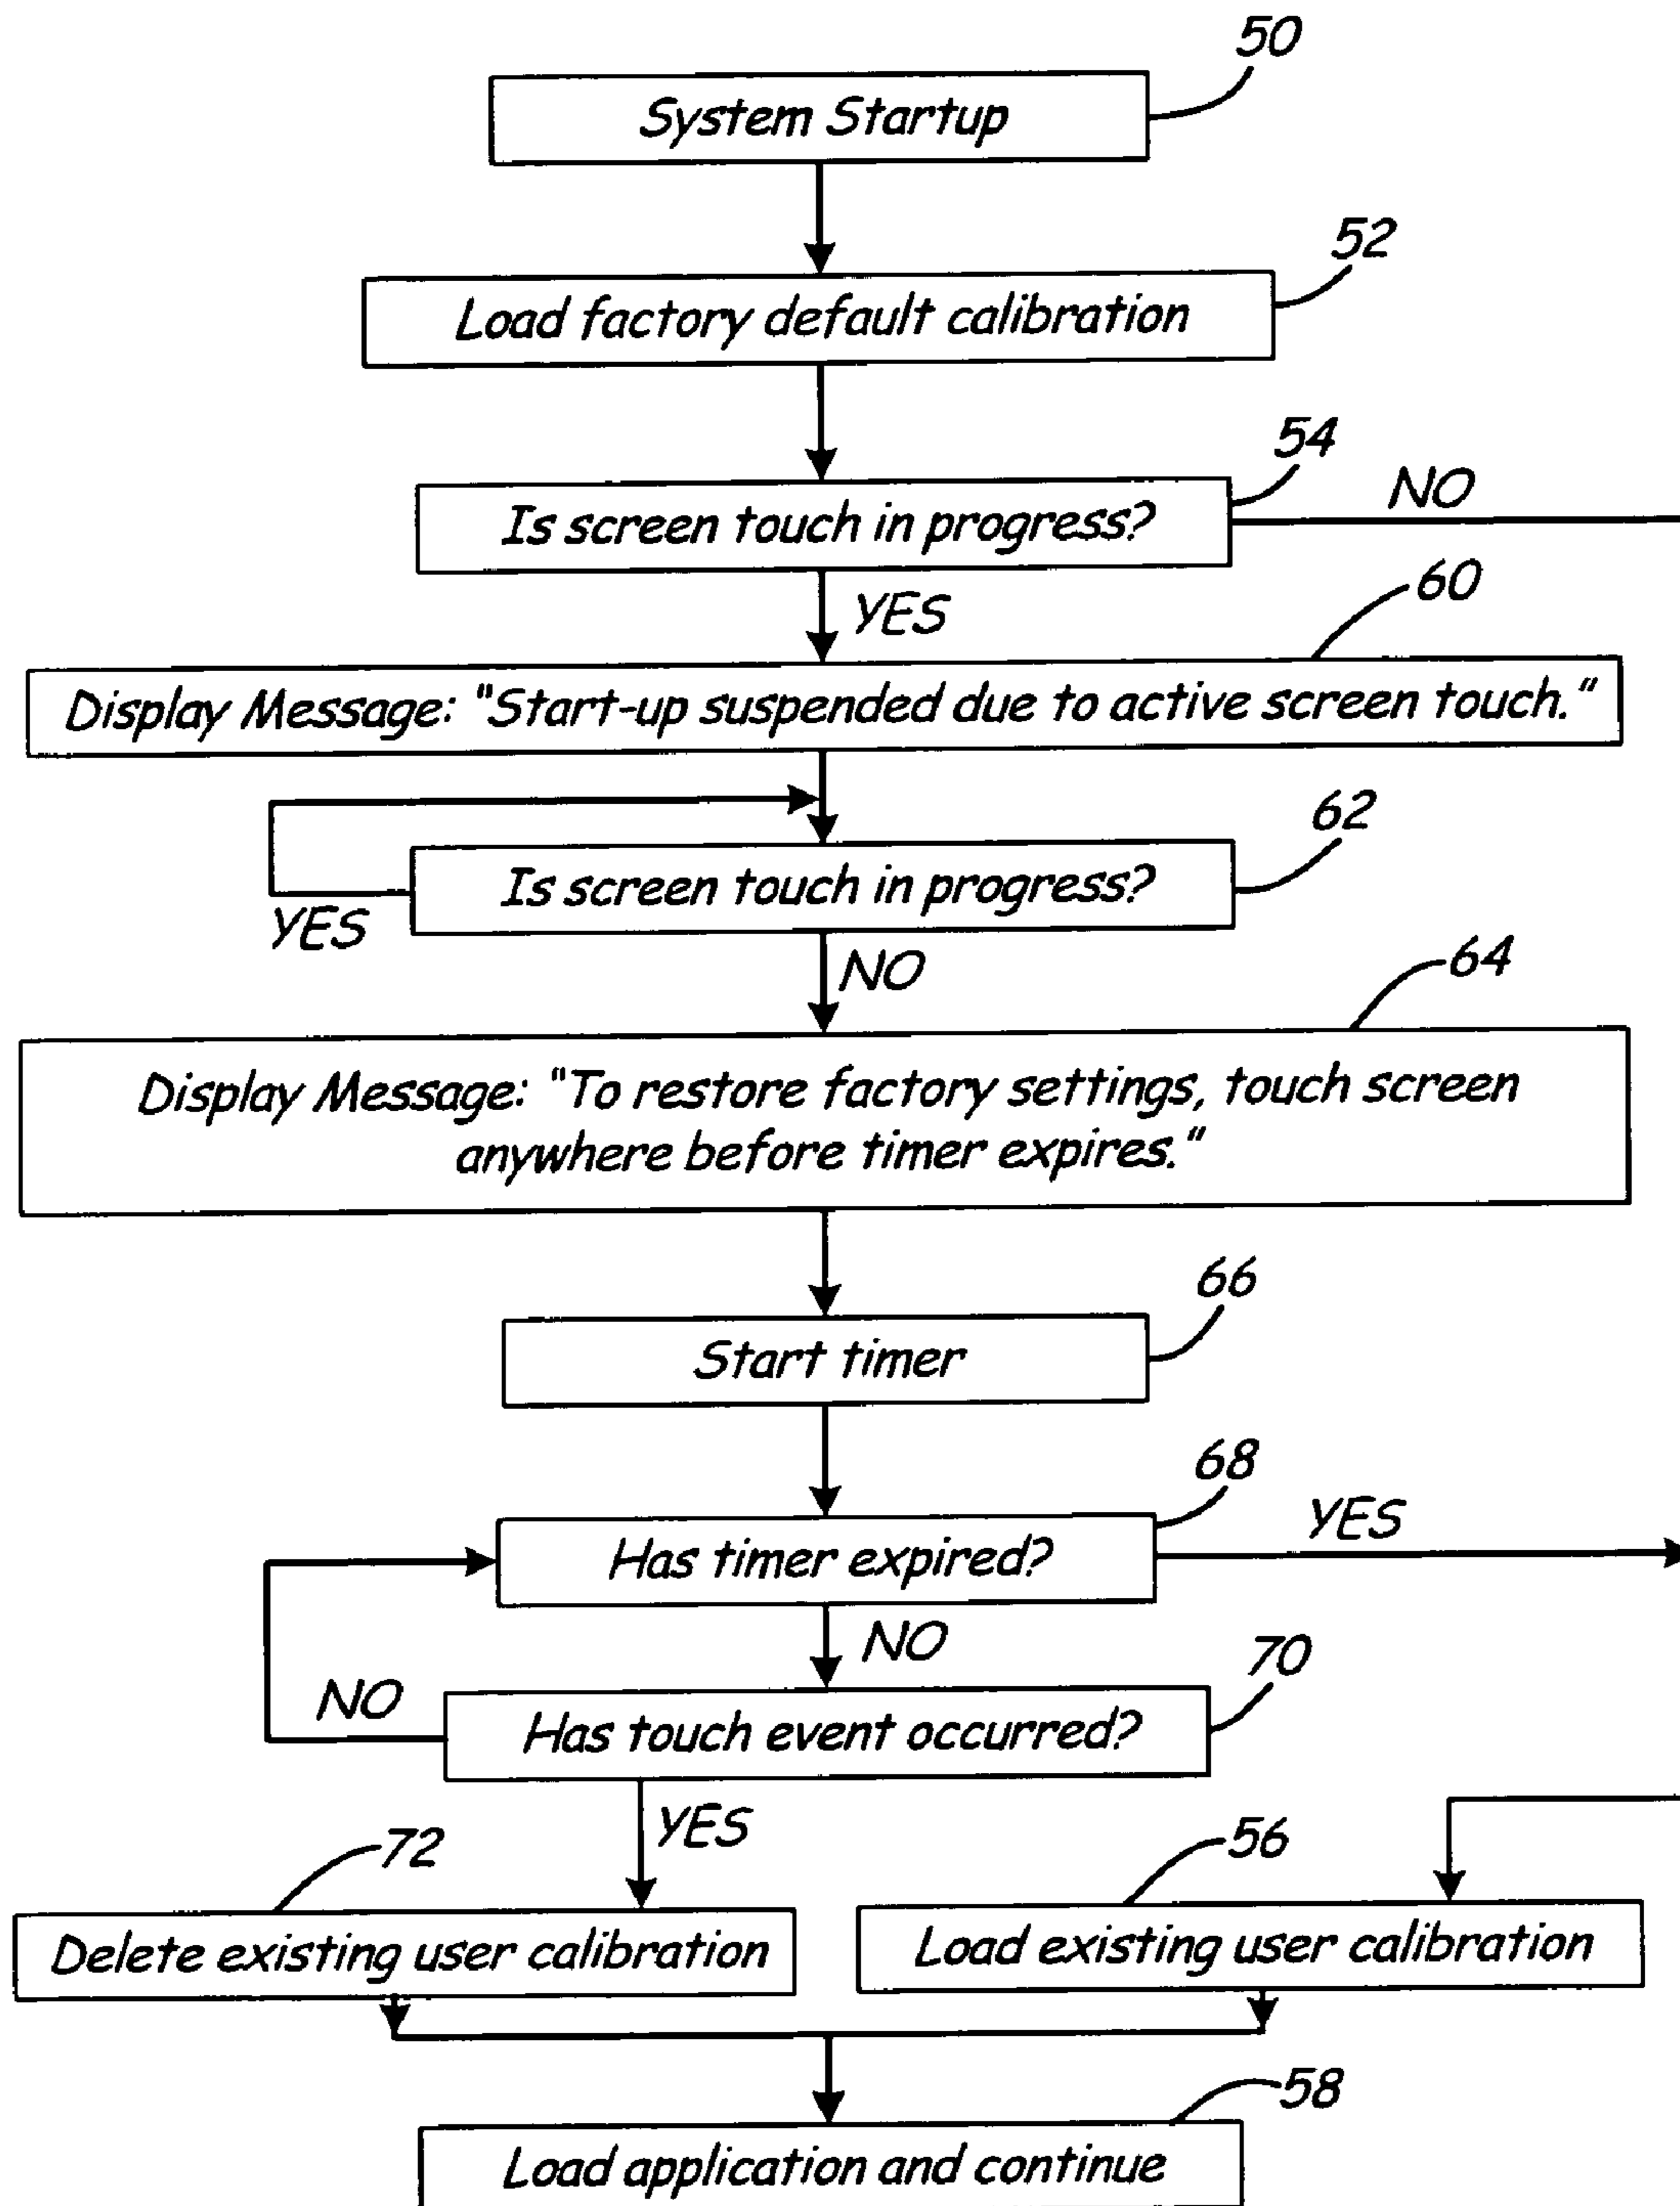 50
System Startup
52
Load factory default calibration
54
Is screen touch in progress?
NO
YES
60
Display Message: "Start-up suspended due to active screen touch."
62
Is screen touch in progress?
YES
NO
64
Display Message: "To restore factory settings, touch screen
anywhere before timer expires."
66
Start timer
68
Has timer expired?
YES
NO
70
NO
Has touch event occurred?
YES
72
56
Delete existing user calibration
Load existing user calibration
58
Load application and continue